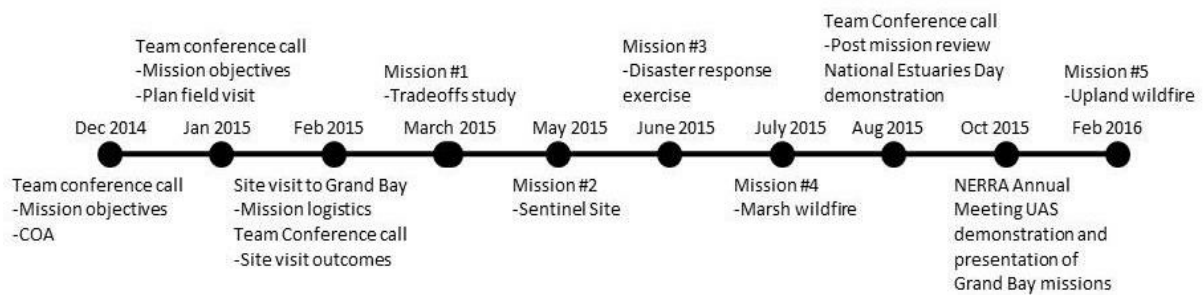 Team conference call
-Mission objectives
-Plan field visit
Mission #1
-Tradeoffs study
Mission #3
-Disaster response
exercise
Team Conference call
-Post mission review
National Estuaries Day
demonstration
Mission #5
-Upland wildfire
Dec 2014
Jan 2015
Feb 2015
March 2015
May 2015
June 2015
July 2015
Aug 2015
Oct 2015
Feb 2016
Team conference call
-Mission objectives
-COA
Site visit to Grand Bay
-Mission logistics
Team Conference call
-Site visit outcomes
Mission #2
-Sentinel Site
Mission #4
-Marsh wildfire
NERRA Annual
Meeting UAS
demonstration and
presentation of
Grand Bay missions